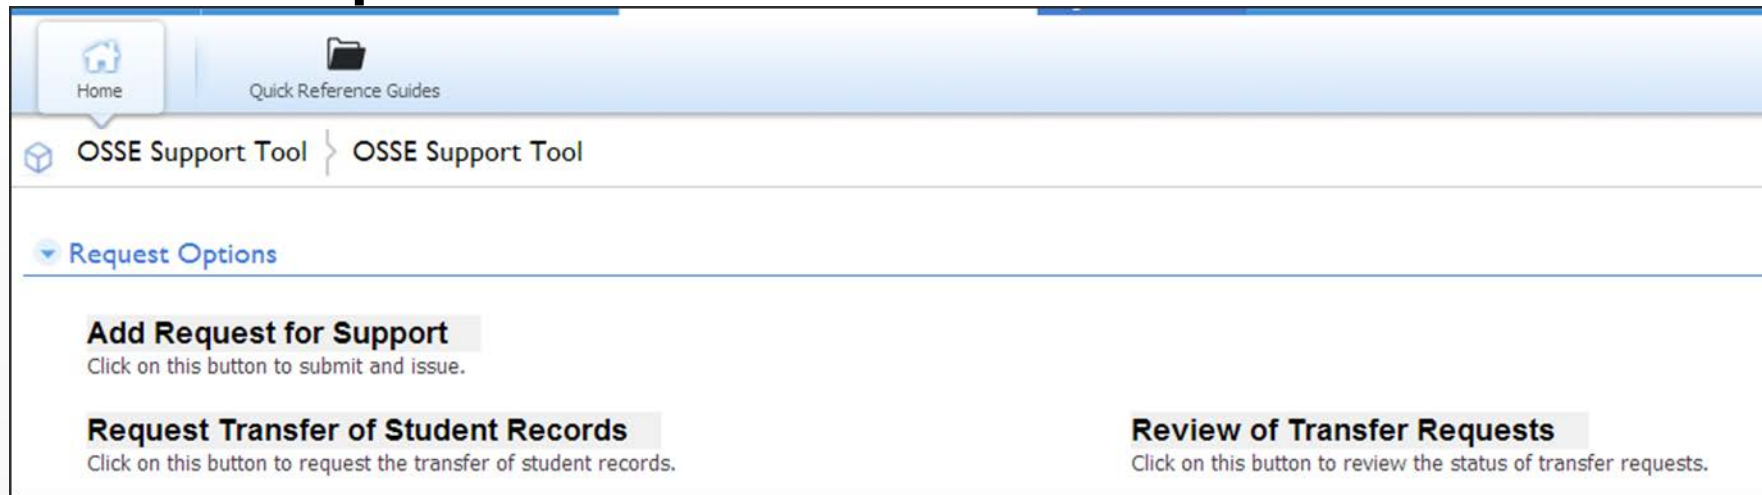 Home
Quick Reference Guides
OSSE Support Tool
OSSE Support Tool
Request Options
Add Request for Support
Click on this button to submit and issue.
Request Transfer of Student Records
Click on this button to request the transfer of student records.
Review of Transfer Requests
Click on this button to review the status of transfer requests.